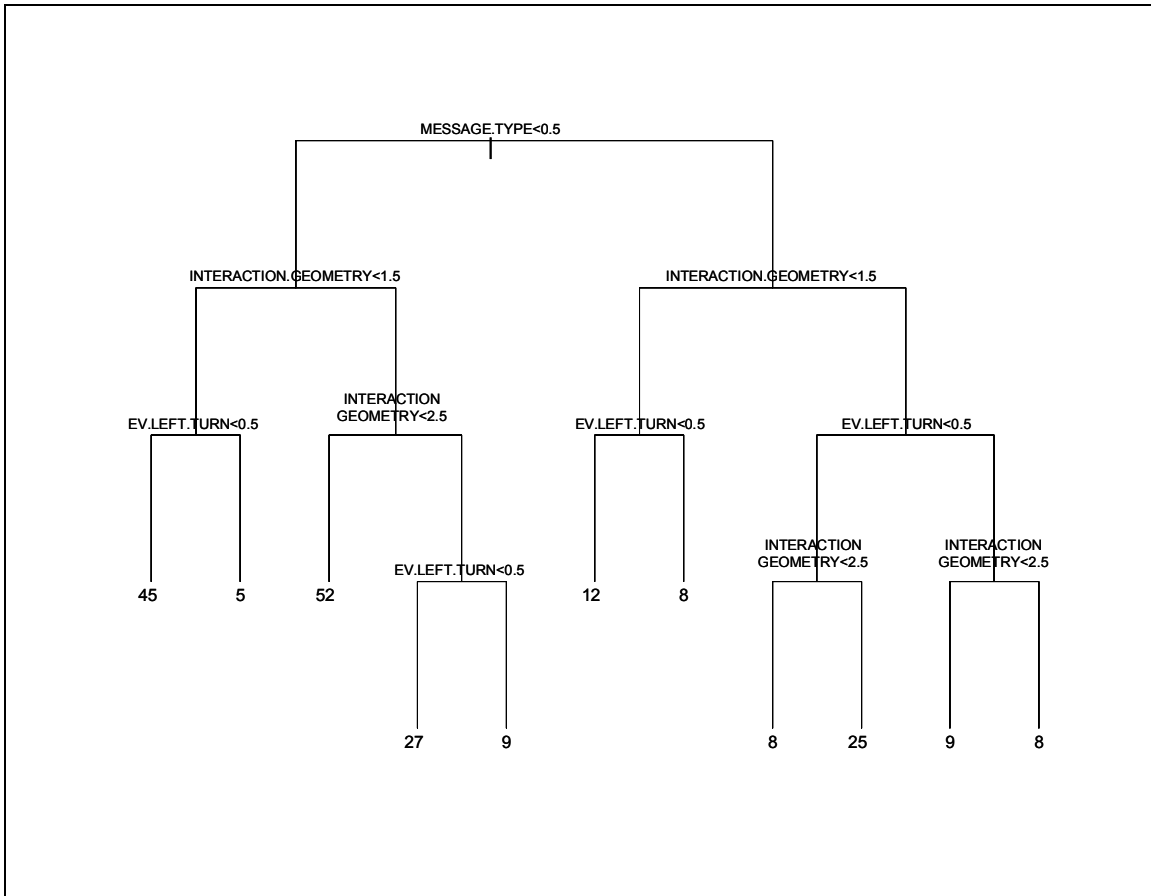 MESSAGE.TYPE<0.5
INTERACTION.GEOMETRY<1.5
INTERACTION.GEOMETRY<1.5
INTERACTION
GEOMETRY<2.5
EV.LEFT.TURN<0.5
EV.LEFT.TURN<0.5
EV.LEFT.TURN<0.5
INTERACTION
GEOMETRY<2.5
INTERACTION
GEOMETRY<2.5
EV.LEFT.TURN<0.5
45
5
52
12
8
27
9
8
25
9
8